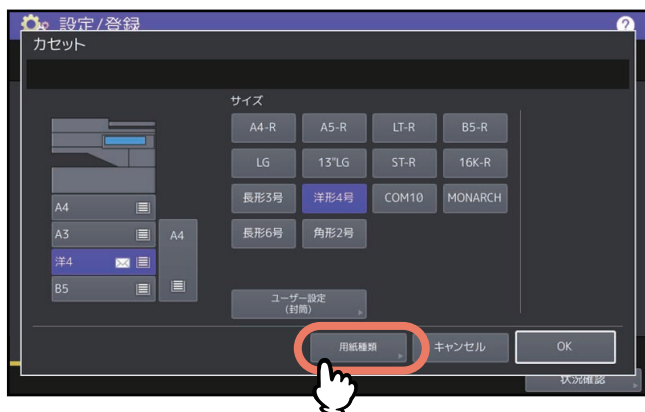 設定/登録 ?
カセット
サイズ
A4-R A5-R LT-R B5-R
LG 13"LG ST-R 16K-R
長形3号 洋形4号 COM10 MONARCH
長形6号 角形2号
A4
A3 A4
洋4
B5
ユーザー設定
(封筒)
用紙種類 キャンセル OK
状況確認